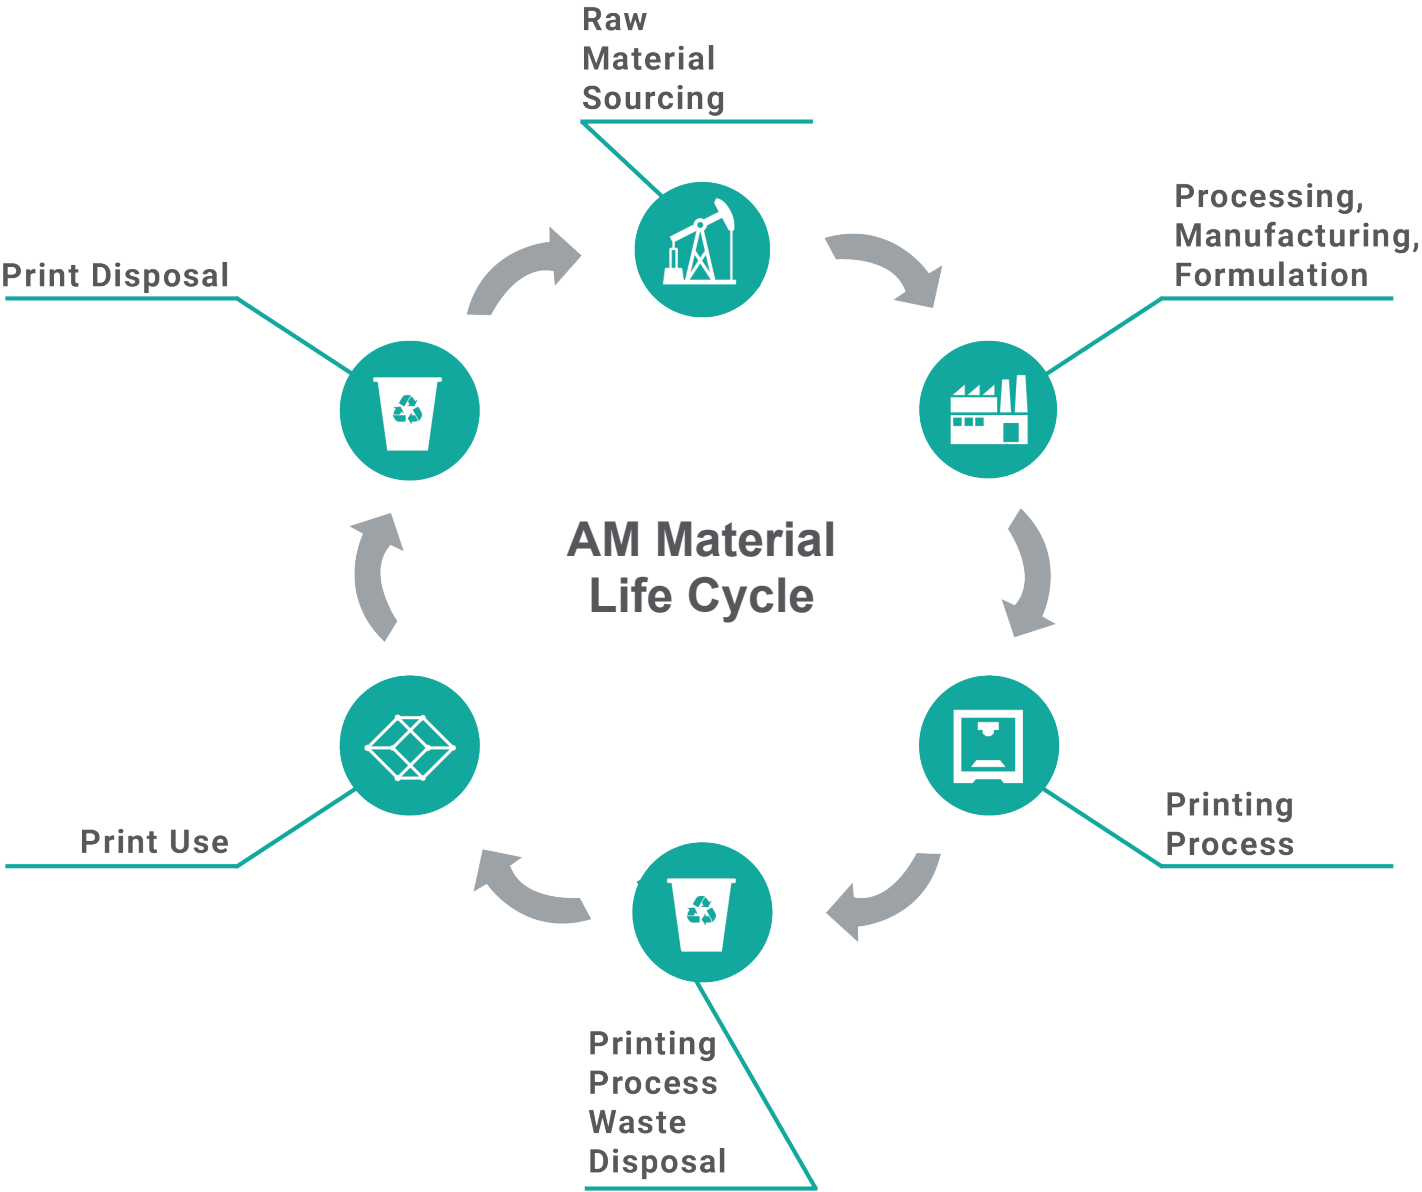 Raw
Material
Sourcing
Processing,
Manufacturing,
Formulation
Print Disposal
AM Material
Life Cycle
Printing
Process
Print Use
Printing
Process
Waste
Disposal